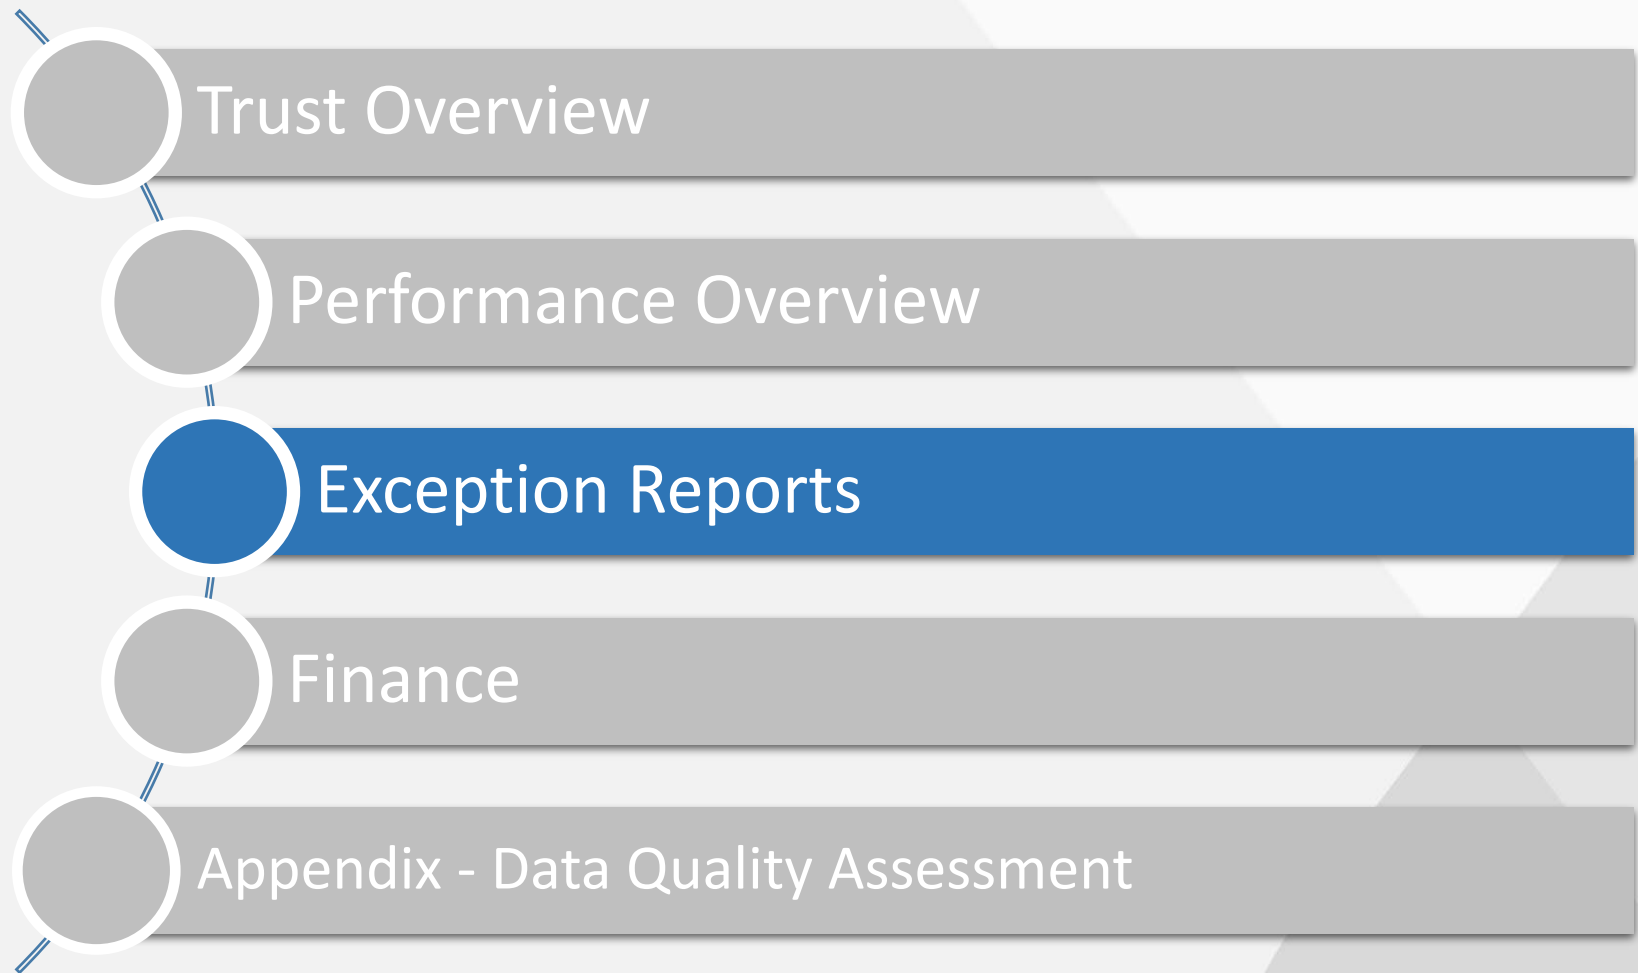 Trust Overview
Performance Overview
Exception Reports
Finance
Appendix - Data Quality Assessment